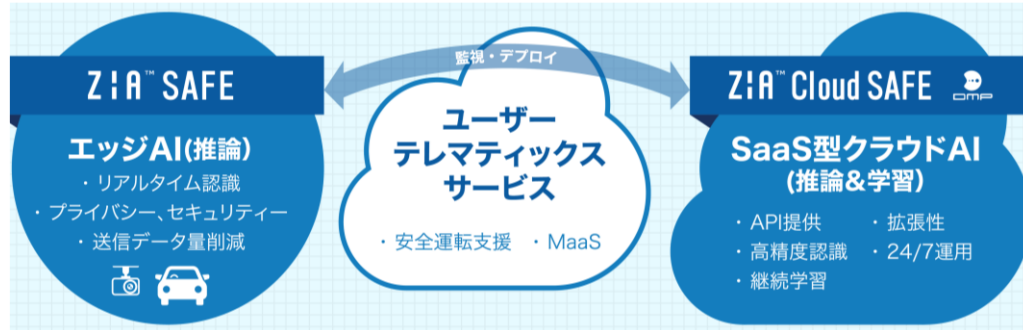 監視・デプロイ
ZIA™ SAFE
エッジAI(推論)
・リアルタイム認識
・プライバシー、セキュリティー
・送信データ量削減
ユーザー
テレマティックス
サービス
・安全運転支援 ・MaaS
ZIA™ Cloud SAFE DMP
SaaS型クラウドAI
(推論&学習)
・API提供 ・拡張性
・高精度認識 ・24/7運用
・継続学習